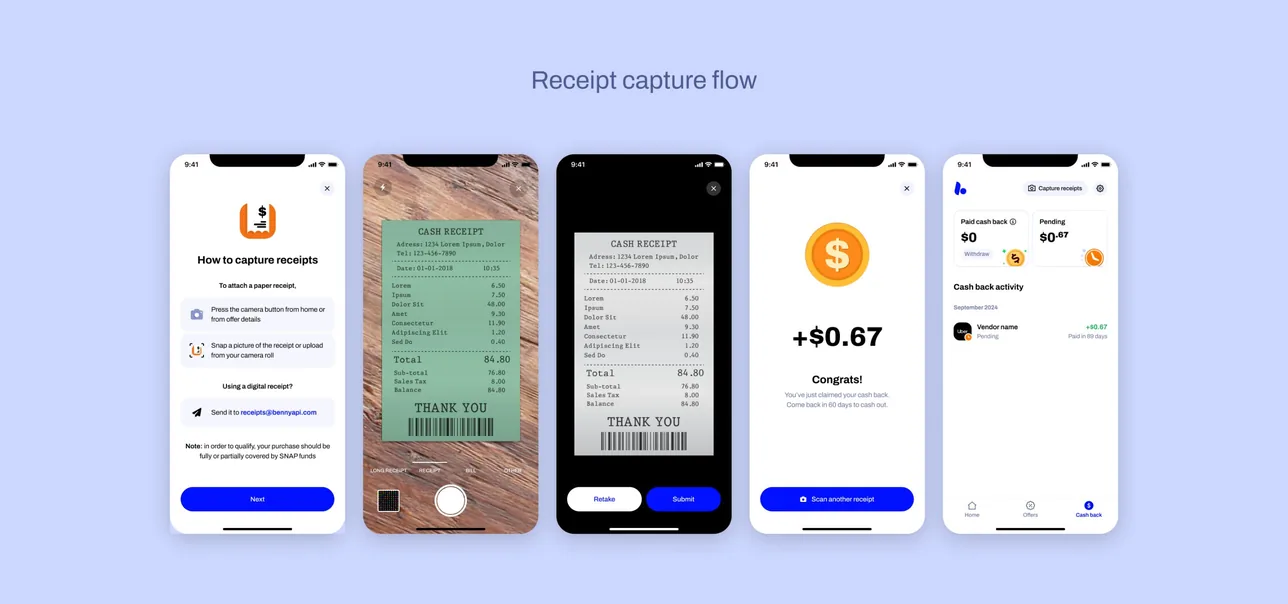 Receipt capture flow
9:41
How to capture receipts
To attach a paper receipt,
Press the camera button from home or
from offer details
Snap a picture of the receipt or upload
from your camera roll
Using a digital receipt?
Send it to receipts@bennyapi.com
Note: in order to qualify, your purchase should be
fully or partially covered by SNAP funds
Next
9:41
CASH RECEIPT
Adress: 1234 Lorem Ipsum, Dolor
Tel: 123-456-7890
Date: 01-01-2018 10:35
Lorem 6.50
Ipsum 7.50
Dolor Sit 48.00
Amet 9.30
Consectetur 11.90
Adipiscing Elit 1.20
Sed Do 0.40
Total 84.80
Sub-total 76.80
Sales Tax 8.00
Balance 84.80
THANK YOU
LONG RECEIPT RECEIPT BILL OTHER
9:41
CASH RECEIPT
Adress: 1234 Lorem Ipsum, Dolor
Tel: 123-456-7890
Date: 01-01-2018 10:35
Lorem 6.50
Ipsum 7.50
Dolor Sit 48.00
Amet 9.30
Consectetur 11.90
Adipiscing Elit 1.20
Sed Do 0.40
Total 84.80
Sub-total 76.80
Sales Tax 8.00
Balance 84.80
THANK YOU
Retake Submit
9:41
$
+$0.67
Congrats!
You've just claimed your cash back.
Come back in 60 days to cash out.
Scan another receipt
9:41
Capture receipts
Paid cash back Pending
$0 $0.67
Withdraw
Cash back activity
September 2024
Uber Vendor name +$0.67
Pending Paid in 89 days
Home Offers Cash back